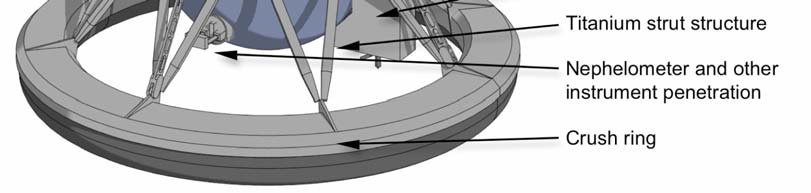 Titanium strut structure
Nephelometer and other
instrument penetration
Crush ring